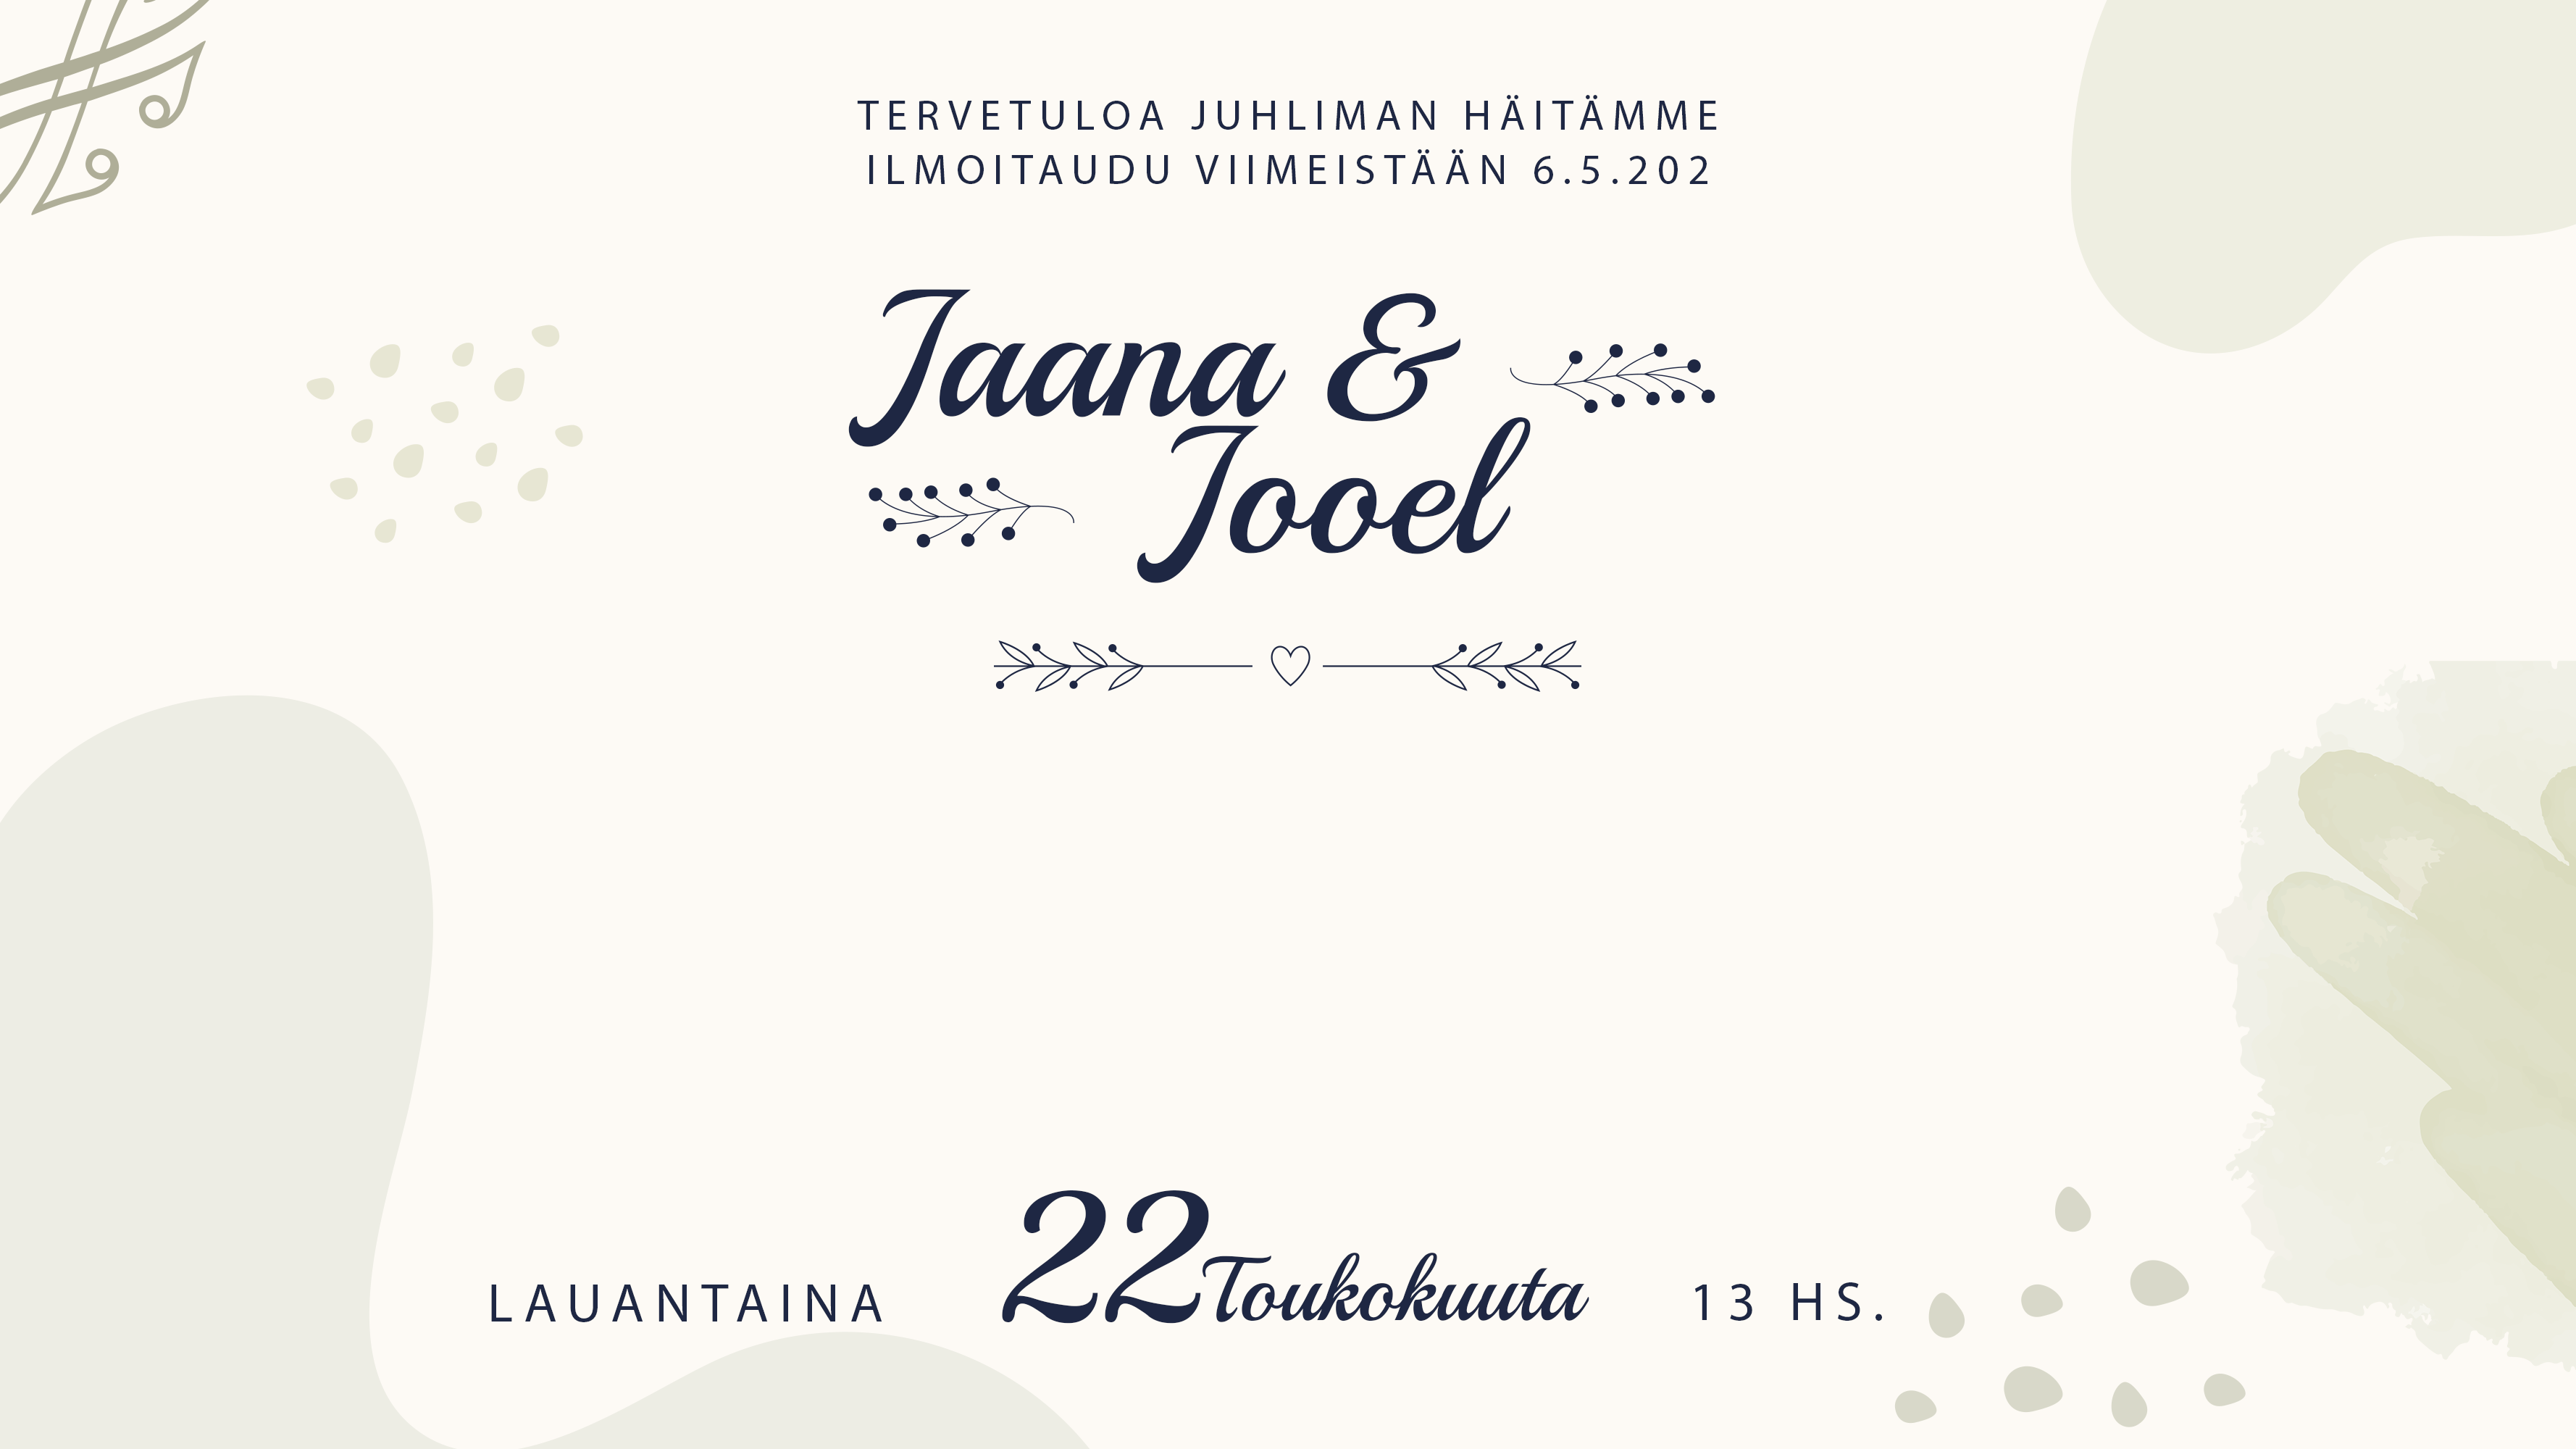 TERVETULOA JUHLIMAN HÄITÄMME
ILMOITAUDU VIIMEISTÄÄN 6.5.202
Jaana &
Jooel
LAUANTAINA 22 Toukokuuta 13 HS.